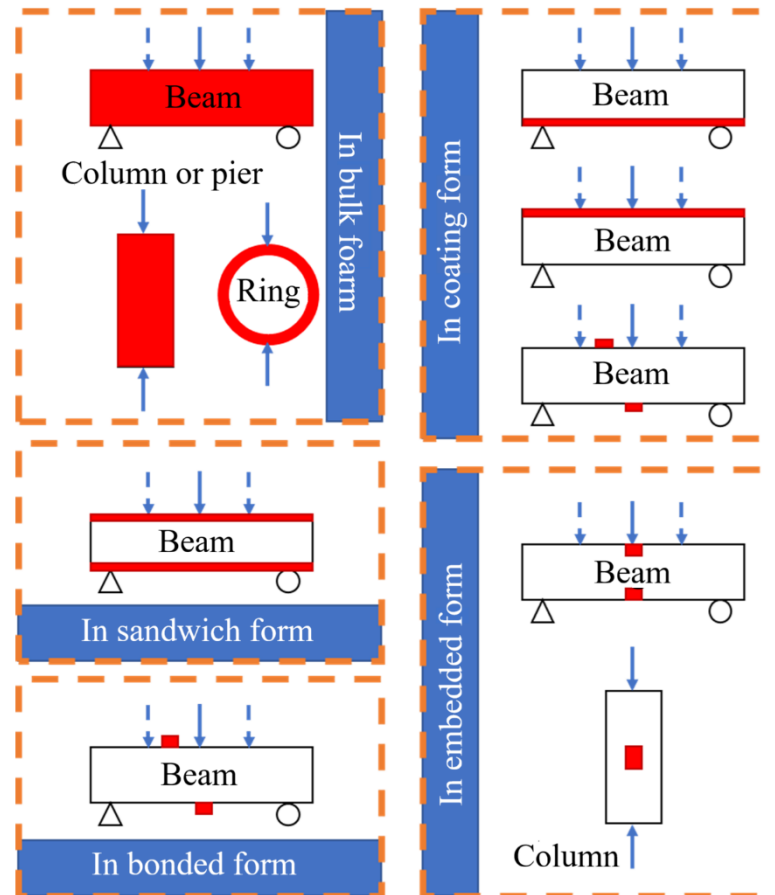 Beam
Column or pier
Ring
In bulk foarm
Beam
In sandwich form
Beam
In bonded form
In coating form
Beam
Beam
Beam
In embedded form
Beam
Column